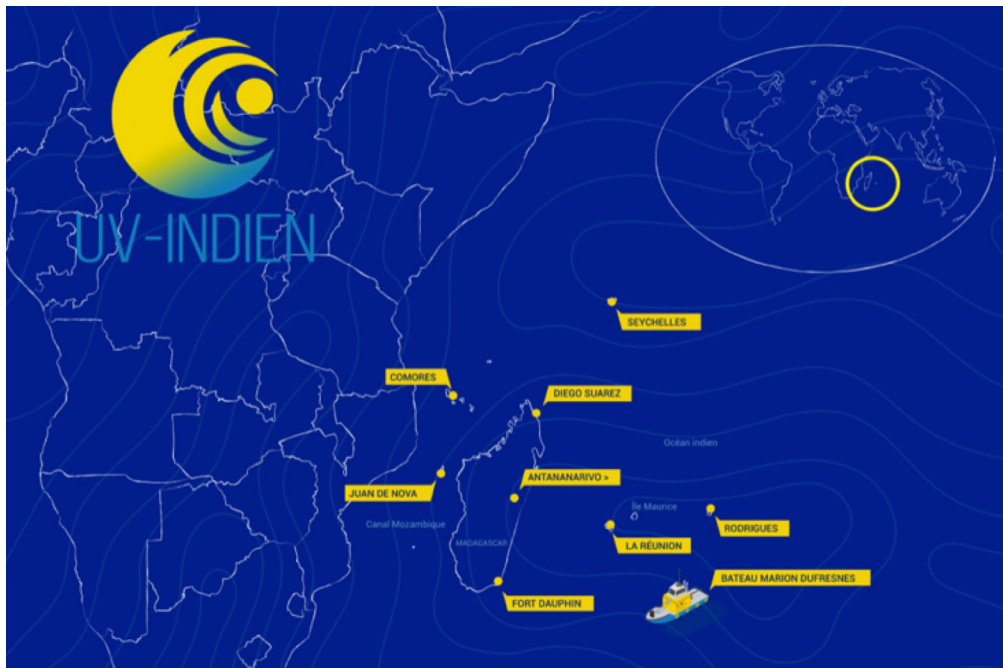 UV-INDIEN
SEYCHELLES
COMORES
DIEGO SUAREZ
Océan indien
ANTANANARIVO >
JUAN DE NOVA
Île Maurice
Canal Mozambique
RODRIGUES
MADAGASCAR
LA RÉUNION
BATEAU MARION DUFRESNES
FORT DAUPHIN